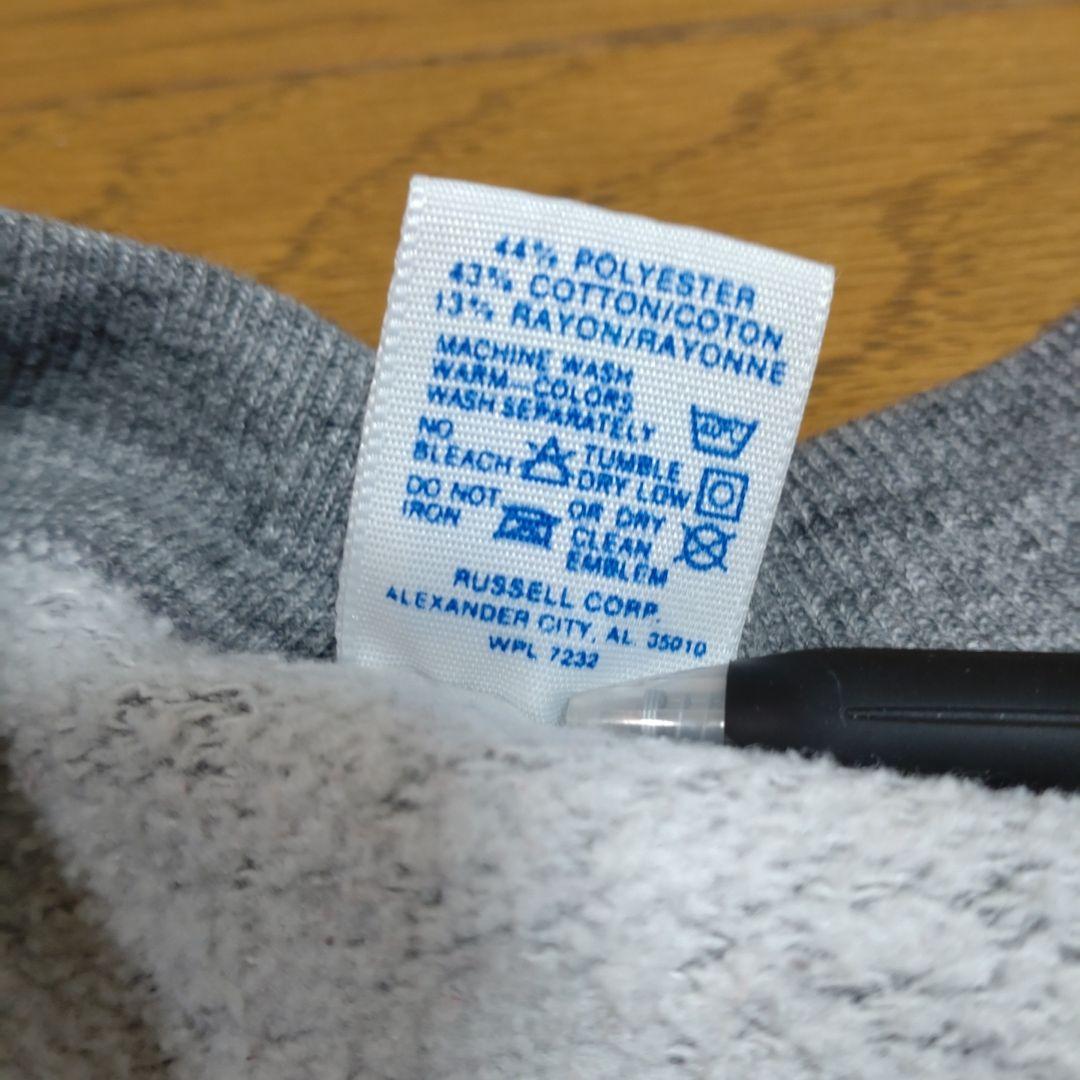 44% POLYESTER
43% COTTON/COTON
13% RAYON/RAYONNE
MACHINE WASH
WARM—COLORS
WASH SEPARATELY
NO
BLEACH
TUMBLE
DRY LOW
DO NOT
IRON
OR DRY
CLEAN
EMBLEM
RUSSELL CORP.
ALEXANDER CITY, AL. 35010
WPL 7232